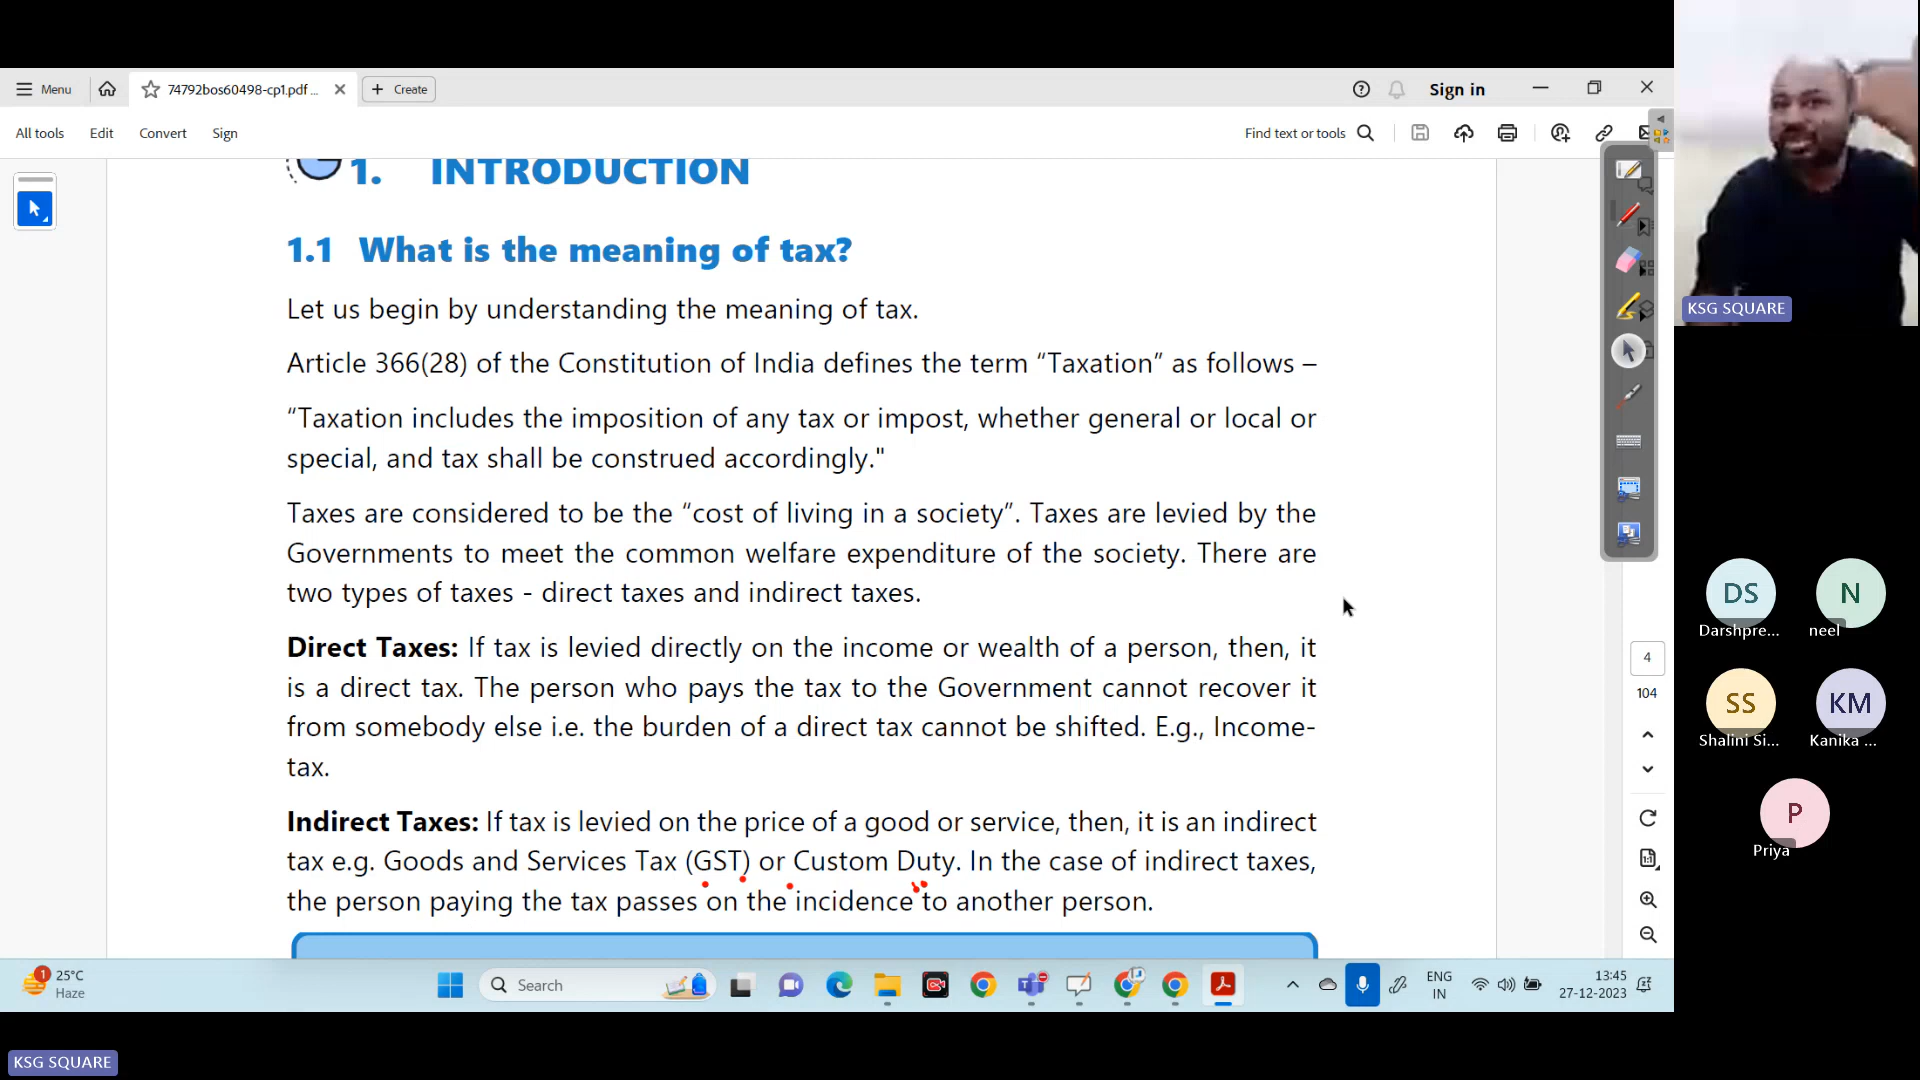 Menu
74792bos60498-cp1.pdf ...
Create
Sign in
All tools
Edit
Convert
Sign
Find text or tools
1. INTRODUCTION
1.1 What is the meaning of tax?
Let us begin by understanding the meaning of tax.
Article 366(28) of the Constitution of India defines the term “Taxation” as follows –
“Taxation includes the imposition of any tax or impost, whether general or local or
special, and tax shall be construed accordingly."
Taxes are considered to be the “cost of living in a society”. Taxes are levied by the
Governments to meet the common welfare expenditure of the society. There are
two types of taxes - direct taxes and indirect taxes.
Direct Taxes: If tax is levied directly on the income or wealth of a person, then, it
is a direct tax. The person who pays the tax to the Government cannot recover it
from somebody else i.e. the burden of a direct tax cannot be shifted. E.g., Income-
tax.
Indirect Taxes: If tax is levied on the price of a good or service, then, it is an indirect
tax e.g. Goods and Services Tax (GST) or Custom Duty. In the case of indirect taxes,
the person paying the tax passes on the incidence to another person.
4
104
KSG SQUARE
DS
Darshpre...
N
neel
SS
Shalini Si...
KM
Kanika ...
P
Priya
1
25°C
Haze
Search
ENG
IN
13:45
27-12-2023
KSG SQUARE